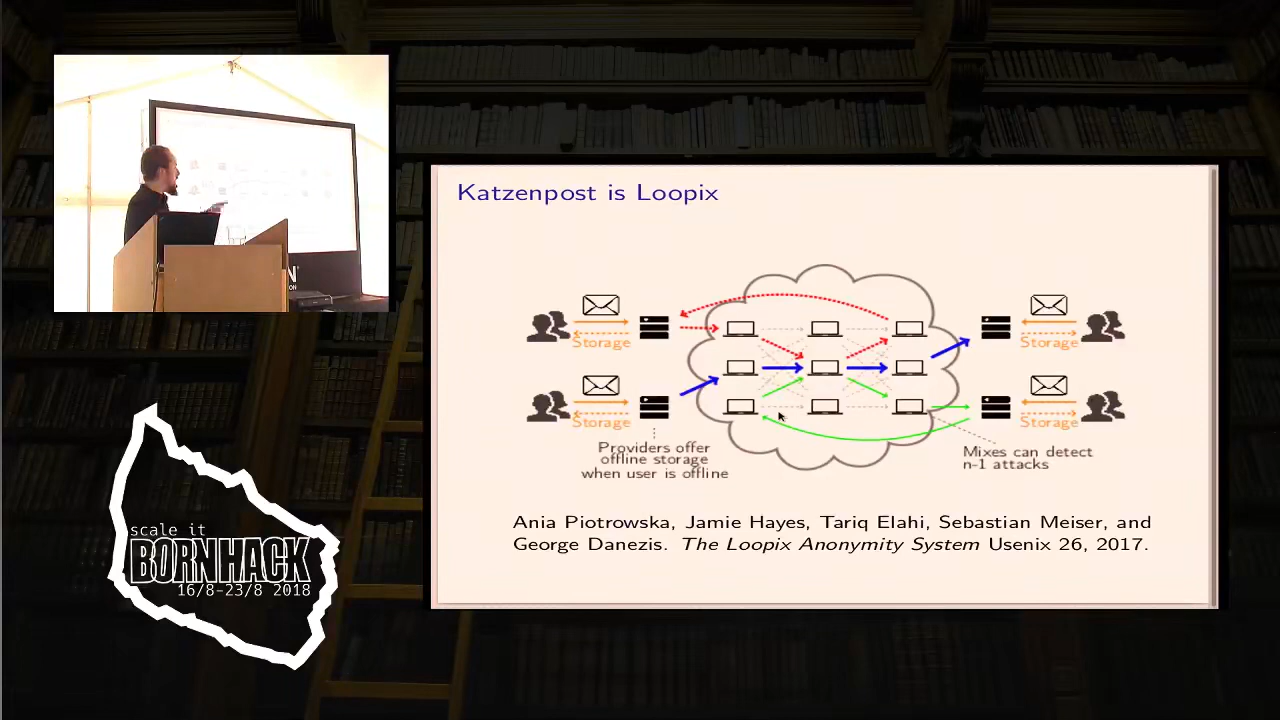 Katzenpost is Loopix
Storage
Storage
Storage
Storage
Providers offer
offline storage
when user is offline
Mixes can detect
n-1 attacks
Ania Piotrowska, Jamie Hayes, Tariq Elahi, Sebastian Meiser, and
George Danezis. The Loopix Anonymity System Usenix 26, 2017.
scale it
BORNHACK
16/8-23/8 2018